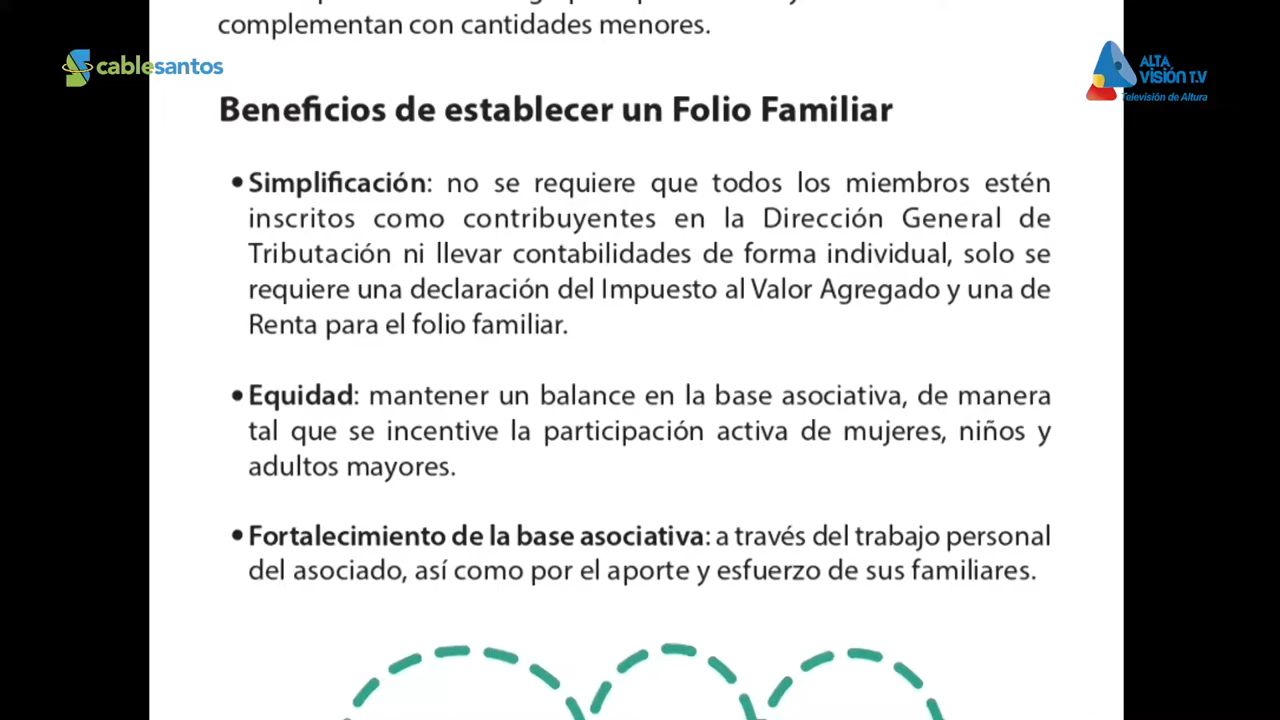 complementan con cantidades menores.
cablesantos
ALTA
VISIÓN T.V
Televisión de Altura
Beneficios de establecer un Folio Familiar
• Simplificación: no se requiere que todos los miembros estén
inscritos como contribuyentes en la Dirección General de
Tributación ni llevar contabilidades de forma individual, solo se
requiere una declaración del Impuesto al Valor Agregado y una de
Renta para el folio familiar.
• Equidad: mantener un balance en la base asociativa, de manera
tal que se incentive la participación activa de mujeres, niños y
adultos mayores.
• Fortalecimiento de la base asociativa: a través del trabajo personal
del asociado, así como por el aporte y esfuerzo de sus familiares.